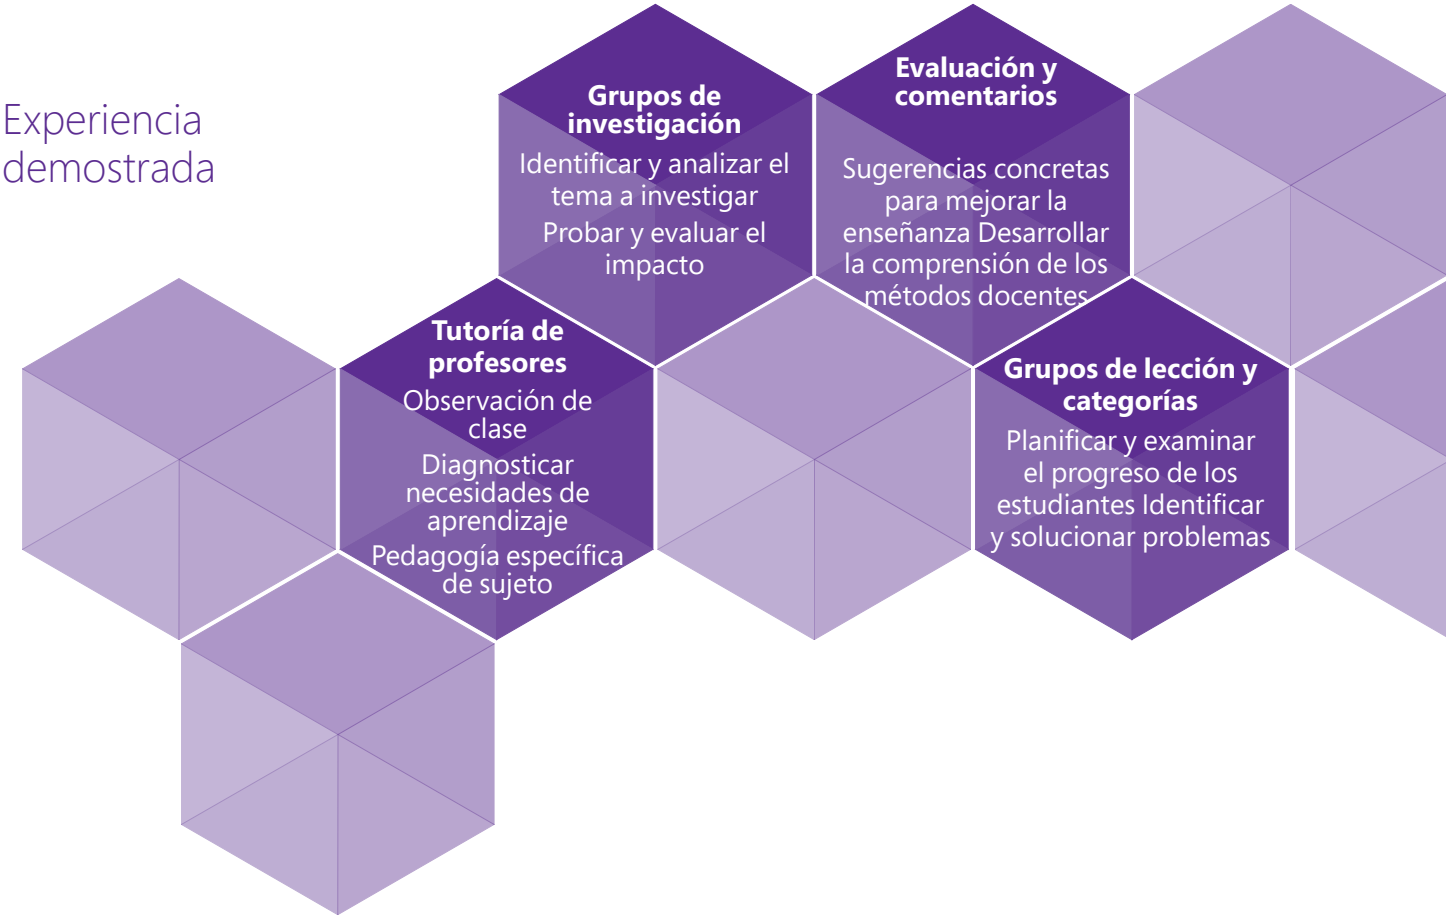 Experiencia
demostrada
Grupos de
investigación
Identificar y analizar el
tema a investigar
Probar y evaluar el
impacto
Evaluación y
comentarios
Sugerencias concretas
para mejorar la
enseñanza Desarrollar
la comprensión de los
métodos docentes
Tutoría de
profesores
Observación de
clase
Diagnosticar
necesidades de
aprendizaje
Pedagogía específica
de sujeto
Grupos de lección y
categorías
Planificar y examinar
el progreso de los
estudiantes Identificar
y solucionar problemas